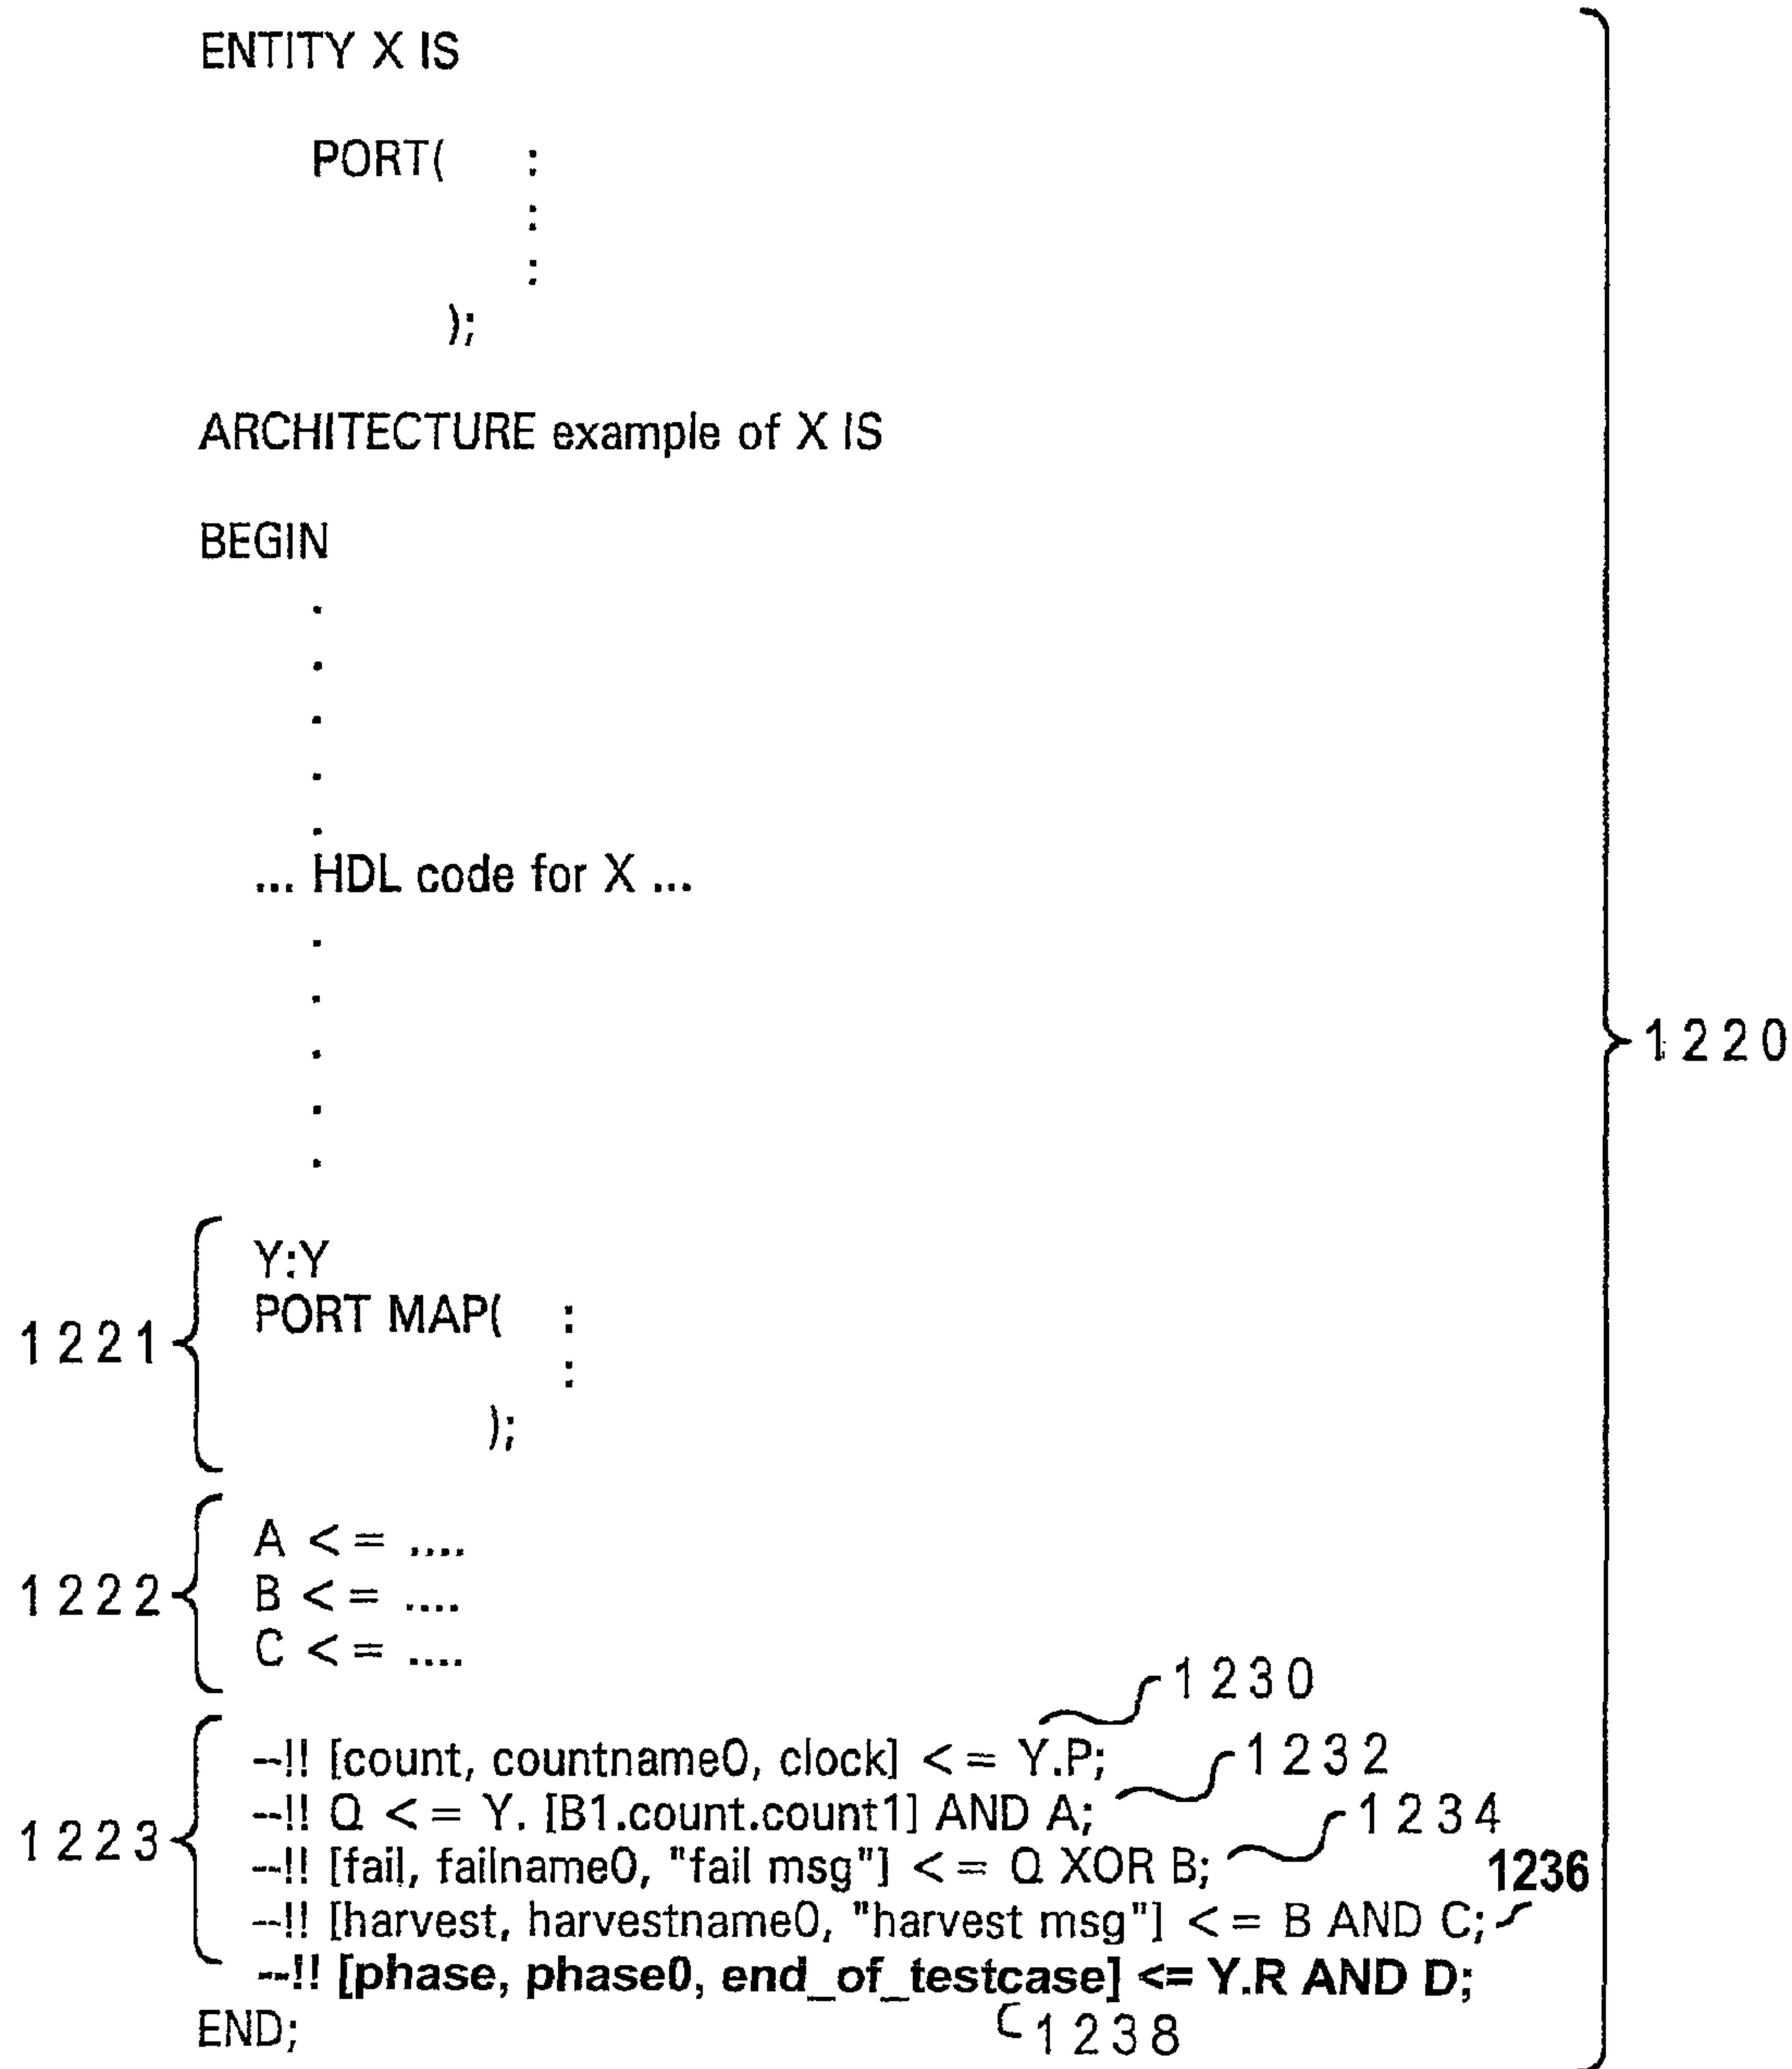 ENTITY X IS
PORT( :
:
:
);
ARCHITECTURE example of X IS
BEGIN
.
.
.
.
.
... HDL code for X ...
.
.
.
.
.
1220
Y:Y
PORT MAP( :
:
);
1221
A <= ....
B <= ....
C <= ....
1222
1230
--!! [count, countname0, clock] <= Y.P;
1232
--!! Q <= Y. [B1.count.count1] AND A;
1234
1223
--!! [fail, failname0, "fail msg"] <= Q XOR B;
1236
--!! [harvest, harvestname0, "harvest msg"] <= B AND C;
--!! [phase, phase0, end_of_testcase] <= Y.R AND D;
END;
1238